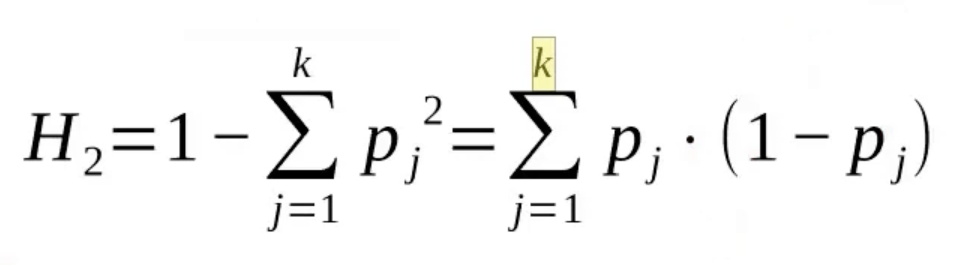 H₂=1−∑_{j=1}^{k} p_j²=∑_{j=1}^{k} p_j·(1−p_j)